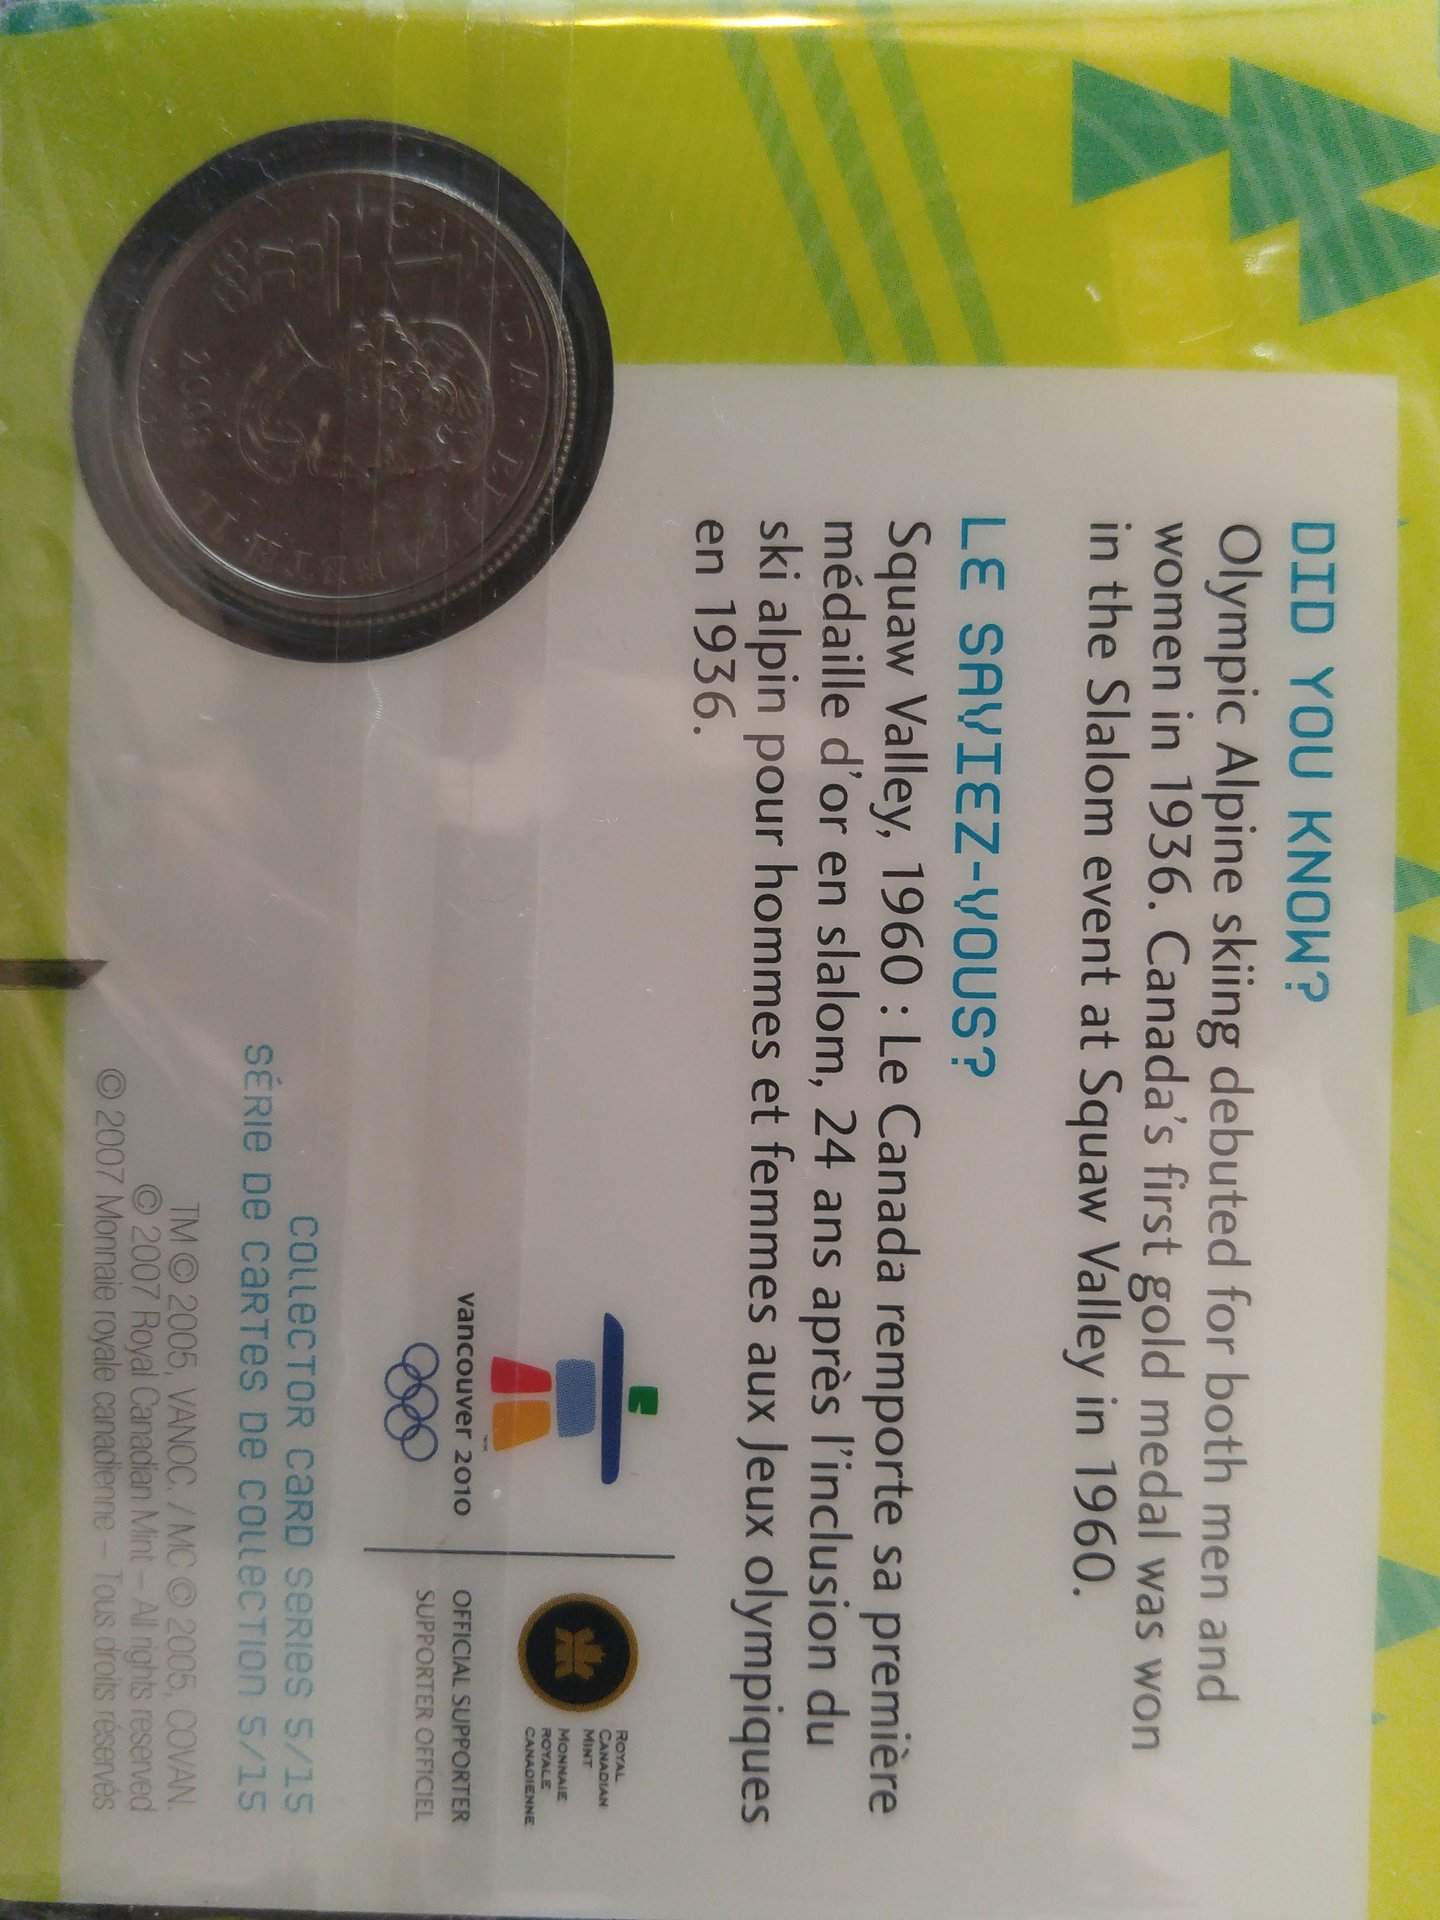 DID YOU KNOW?
Olympic Alpine skiing debuted for both men and
women in 1936. Canada's first gold medal was won
in the Slalom event at Squaw Valley in 1960.
LE SAVIEZ-VOUS?
Squaw Valley, 1960 : Le Canada remporte sa première
médaille d'or en slalom, 24 ans après l'inclusion du
ski alpin pour hommes et femmes aux Jeux olympiques
en 1936.
CANADA · ELIZABETH II
vancouver 2010
ROYAL
CANADIAN
MINT
MONNAIE
ROYALE
CANADIENNE
OFFICIAL SUPPORTER
SUPPORTER OFFICIEL
COLLECTOR CARD SERIES 5/15
SÉRIE DE CARTES DE COLLECTION 5/15
TM © 2005, VANOC. / MC © 2005, COVAN.
© 2007 Royal Canadian Mint – All rights reserved
© 2007 Monnaie royale canadienne – Tous droits réservés